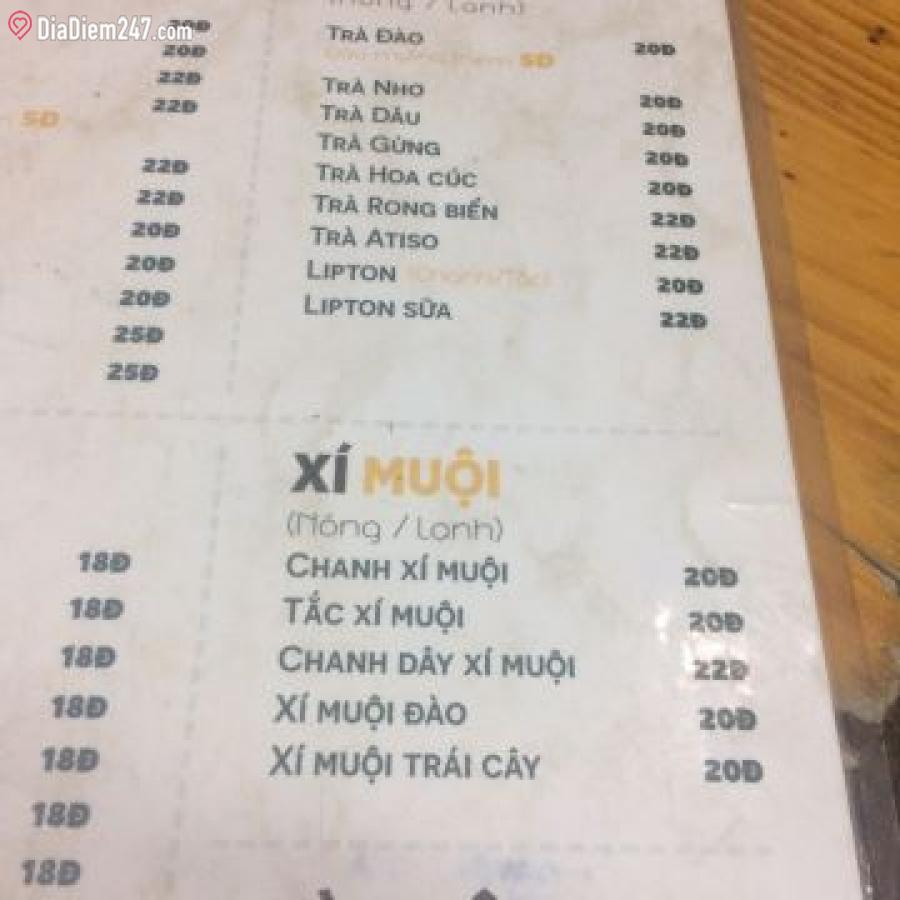 DiaDiem247.com
20Đ
20Đ
22Đ
22Đ
5Đ
22Đ
22Đ
20Đ
20Đ
20Đ
25Đ
25Đ
(Nóng / Lạnh)
TRÀ ĐÀO 20Đ
5Đ
TRÀ NHO 20Đ
TRÀ DÂU 20Đ
TRÀ GỪNG 20Đ
TRÀ HOA CÚC 20Đ
TRÀ RONG BIỂN 22Đ
TRÀ ATISO 22Đ
LIPTON (Chanh/Tắc) 20Đ
LIPTON SỮA 22Đ
18Đ
18Đ
18Đ
18Đ
18Đ
18Đ
18Đ
XÍ MUỘI
(Nóng / Lạnh)
CHANH XÍ MUỘI 20Đ
TẮC XÍ MUỘI 20Đ
CHANH DÂY XÍ MUỘI 22Đ
XÍ MUỘI ĐÀO 20Đ
XÍ MUỘI TRÁI CÂY 20Đ